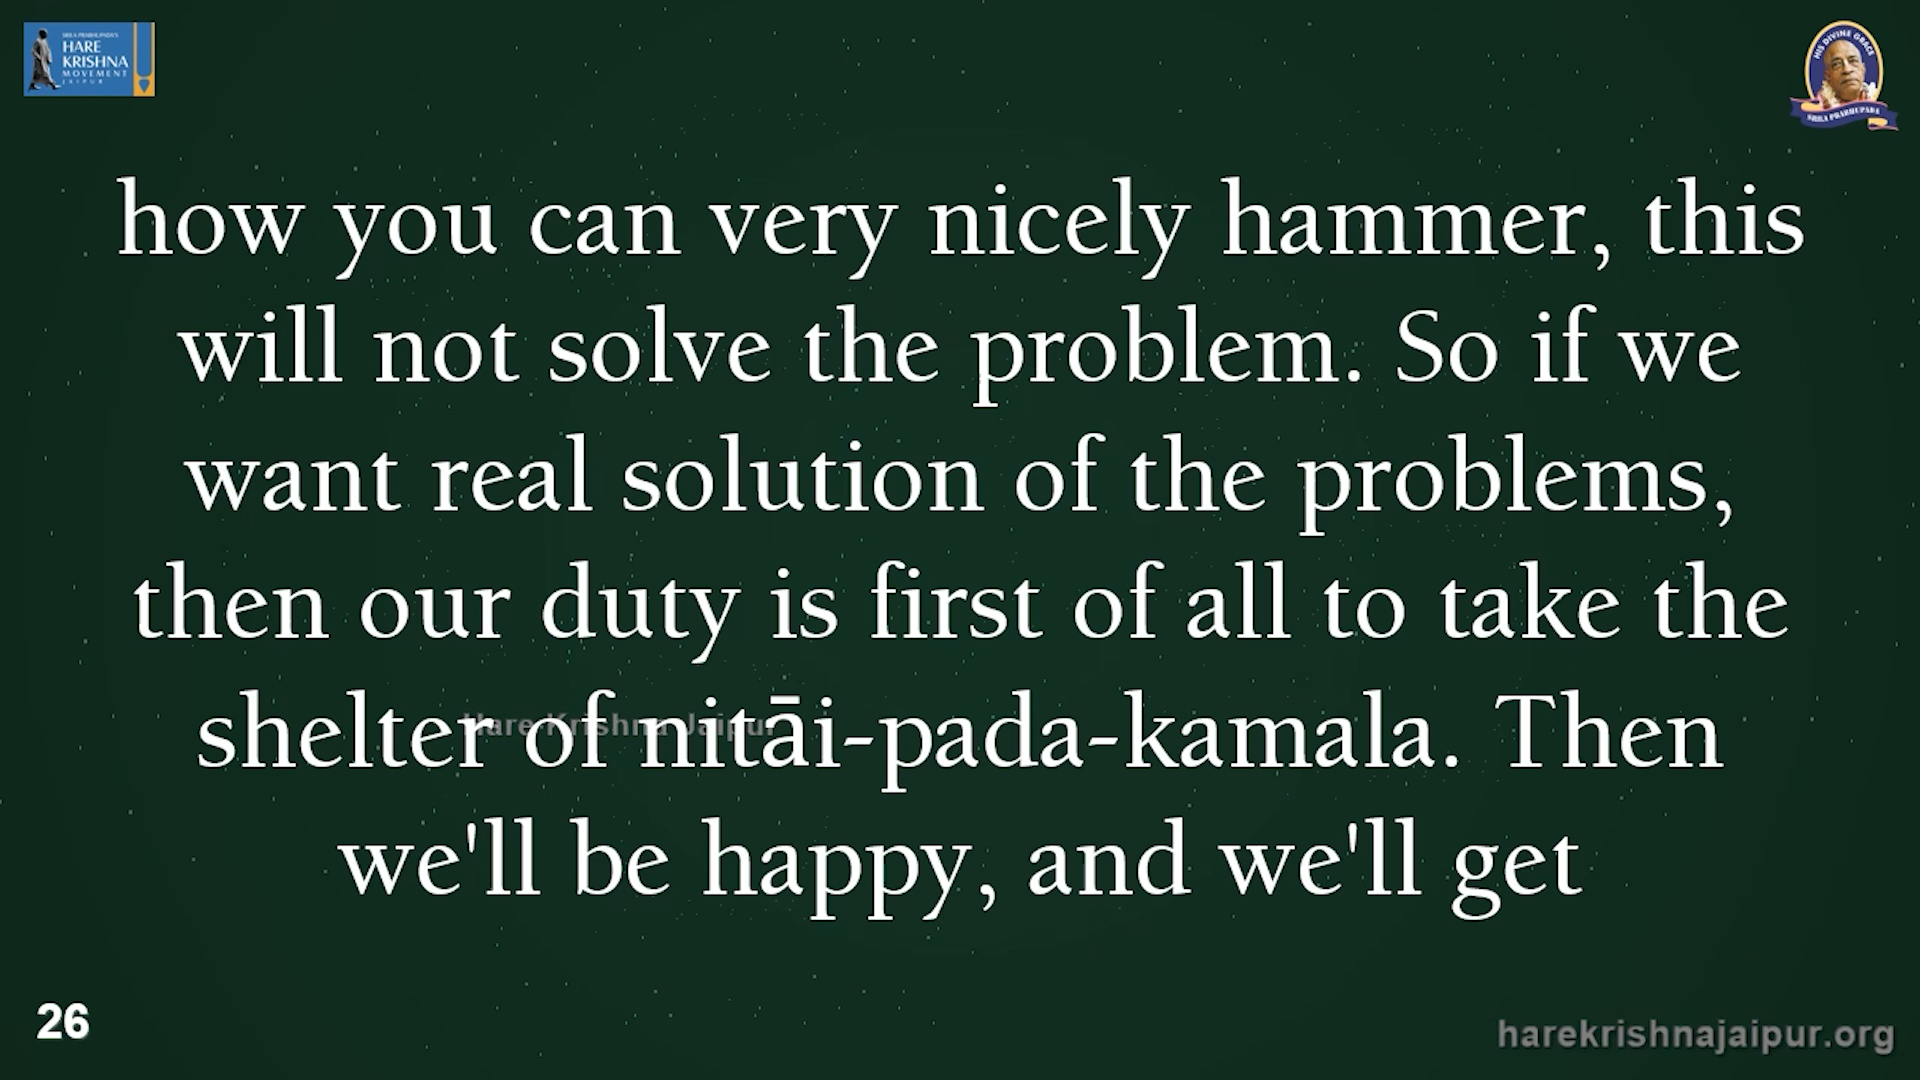 SRILA PRABHUPADA'S
HARE
KRISHNA
MOVEMENT
JAIPUR
HIS DIVINE GRACE
SRILA PRABHUPADA
how you can very nicely hammer, this
will not solve the problem. So if we
want real solution of the problems,
then our duty is first of all to take the
shelter of nitāi-pada-kamala. Then
Hare Krishna Jaipur
we'll be happy, and we'll get
26
harekrishnajaipur.org